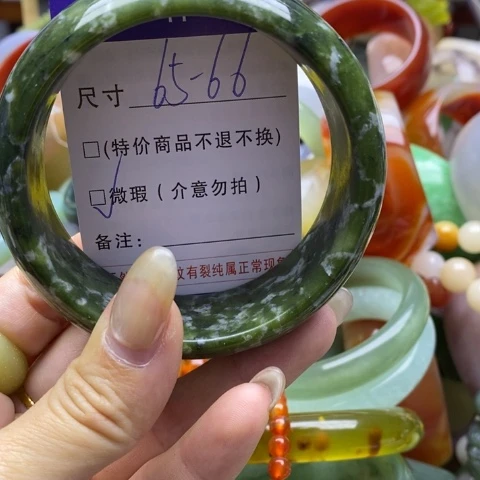 尺寸 65-66
□(特价商品不退不换)
☑微瑕(介意勿拍)
备注:
纹有裂纯属正常现